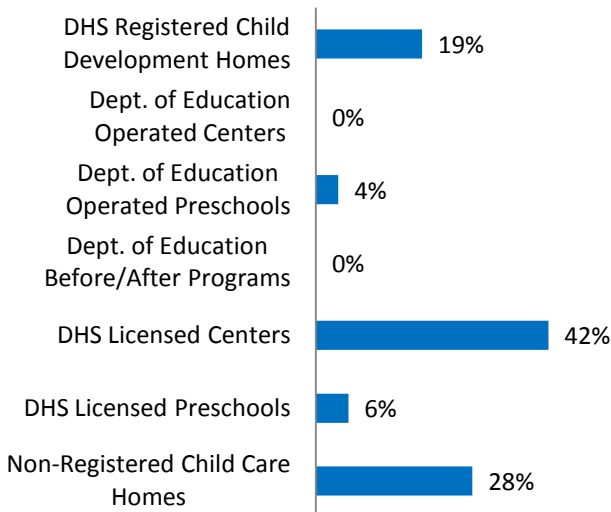 DHS Registered Child
Development Homes
19%
Dept. of Education
Operated Centers
0%
Dept. of Education
Operated Preschools
4%
Dept. of Education
Before/After Programs
0%
DHS Licensed Centers
42%
DHS Licensed Preschools
6%
Non-Registered Child Care
Homes
28%